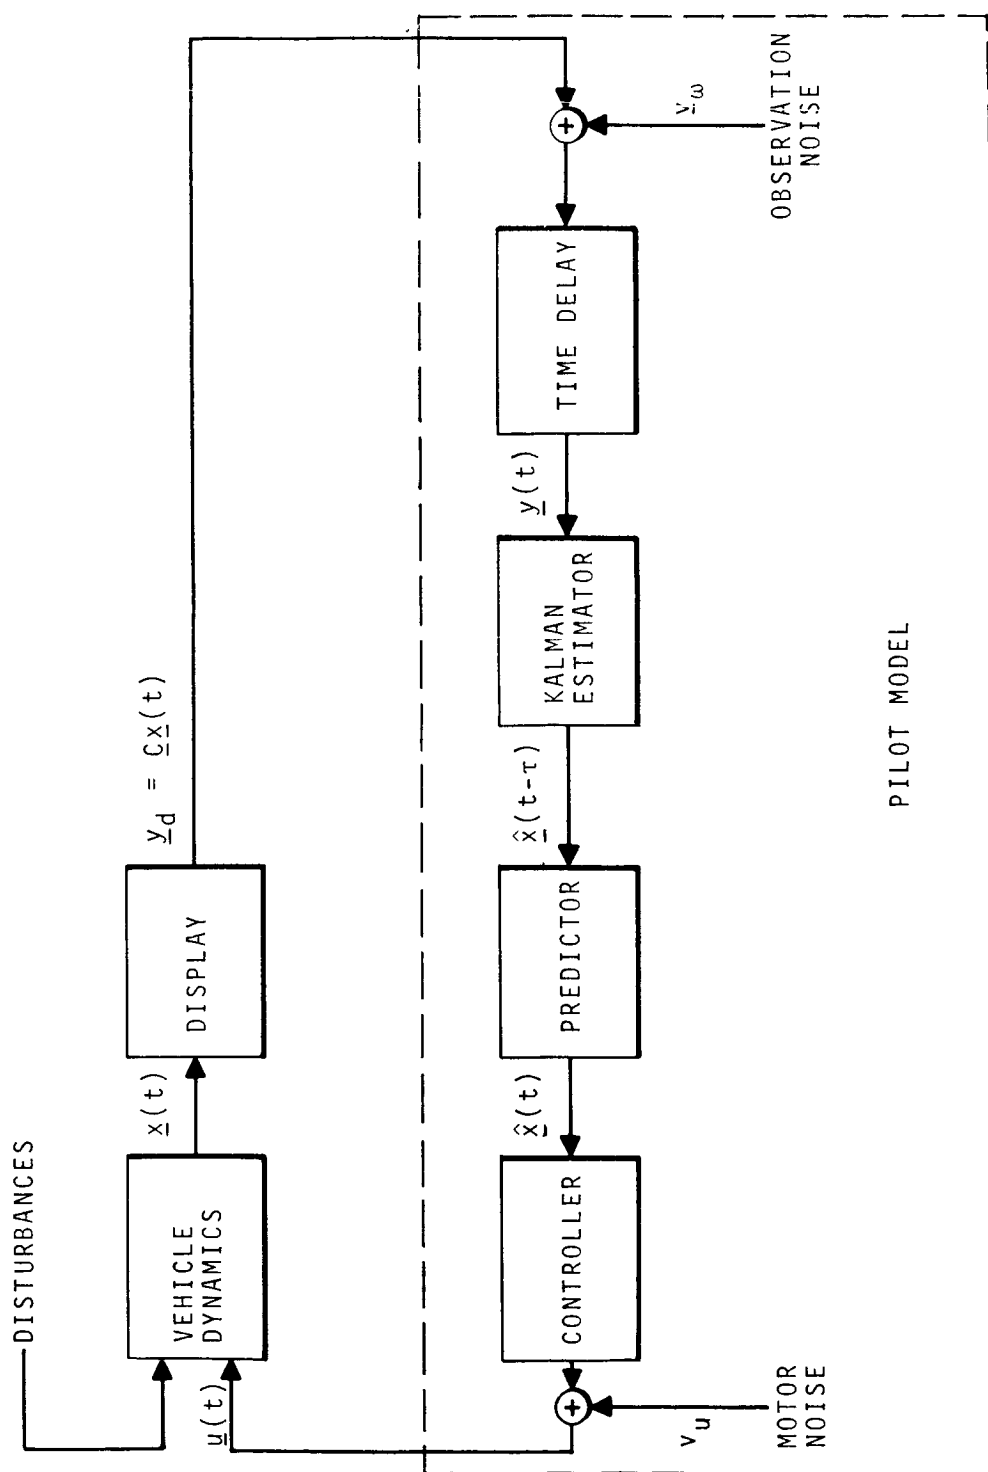 DISTURBANCES
VEHICLE
DYNAMICS
x(t)
DISPLAY
y_d = Cx(t)
u(t)
CONTROLLER
x̂(t)
PREDICTOR
x̂(t-τ)
KALMAN
ESTIMATOR
y(t)
TIME DELAY
+
+
v_u
MOTOR
NOISE
v_ω
OBSERVATION
NOISE
PILOT MODEL